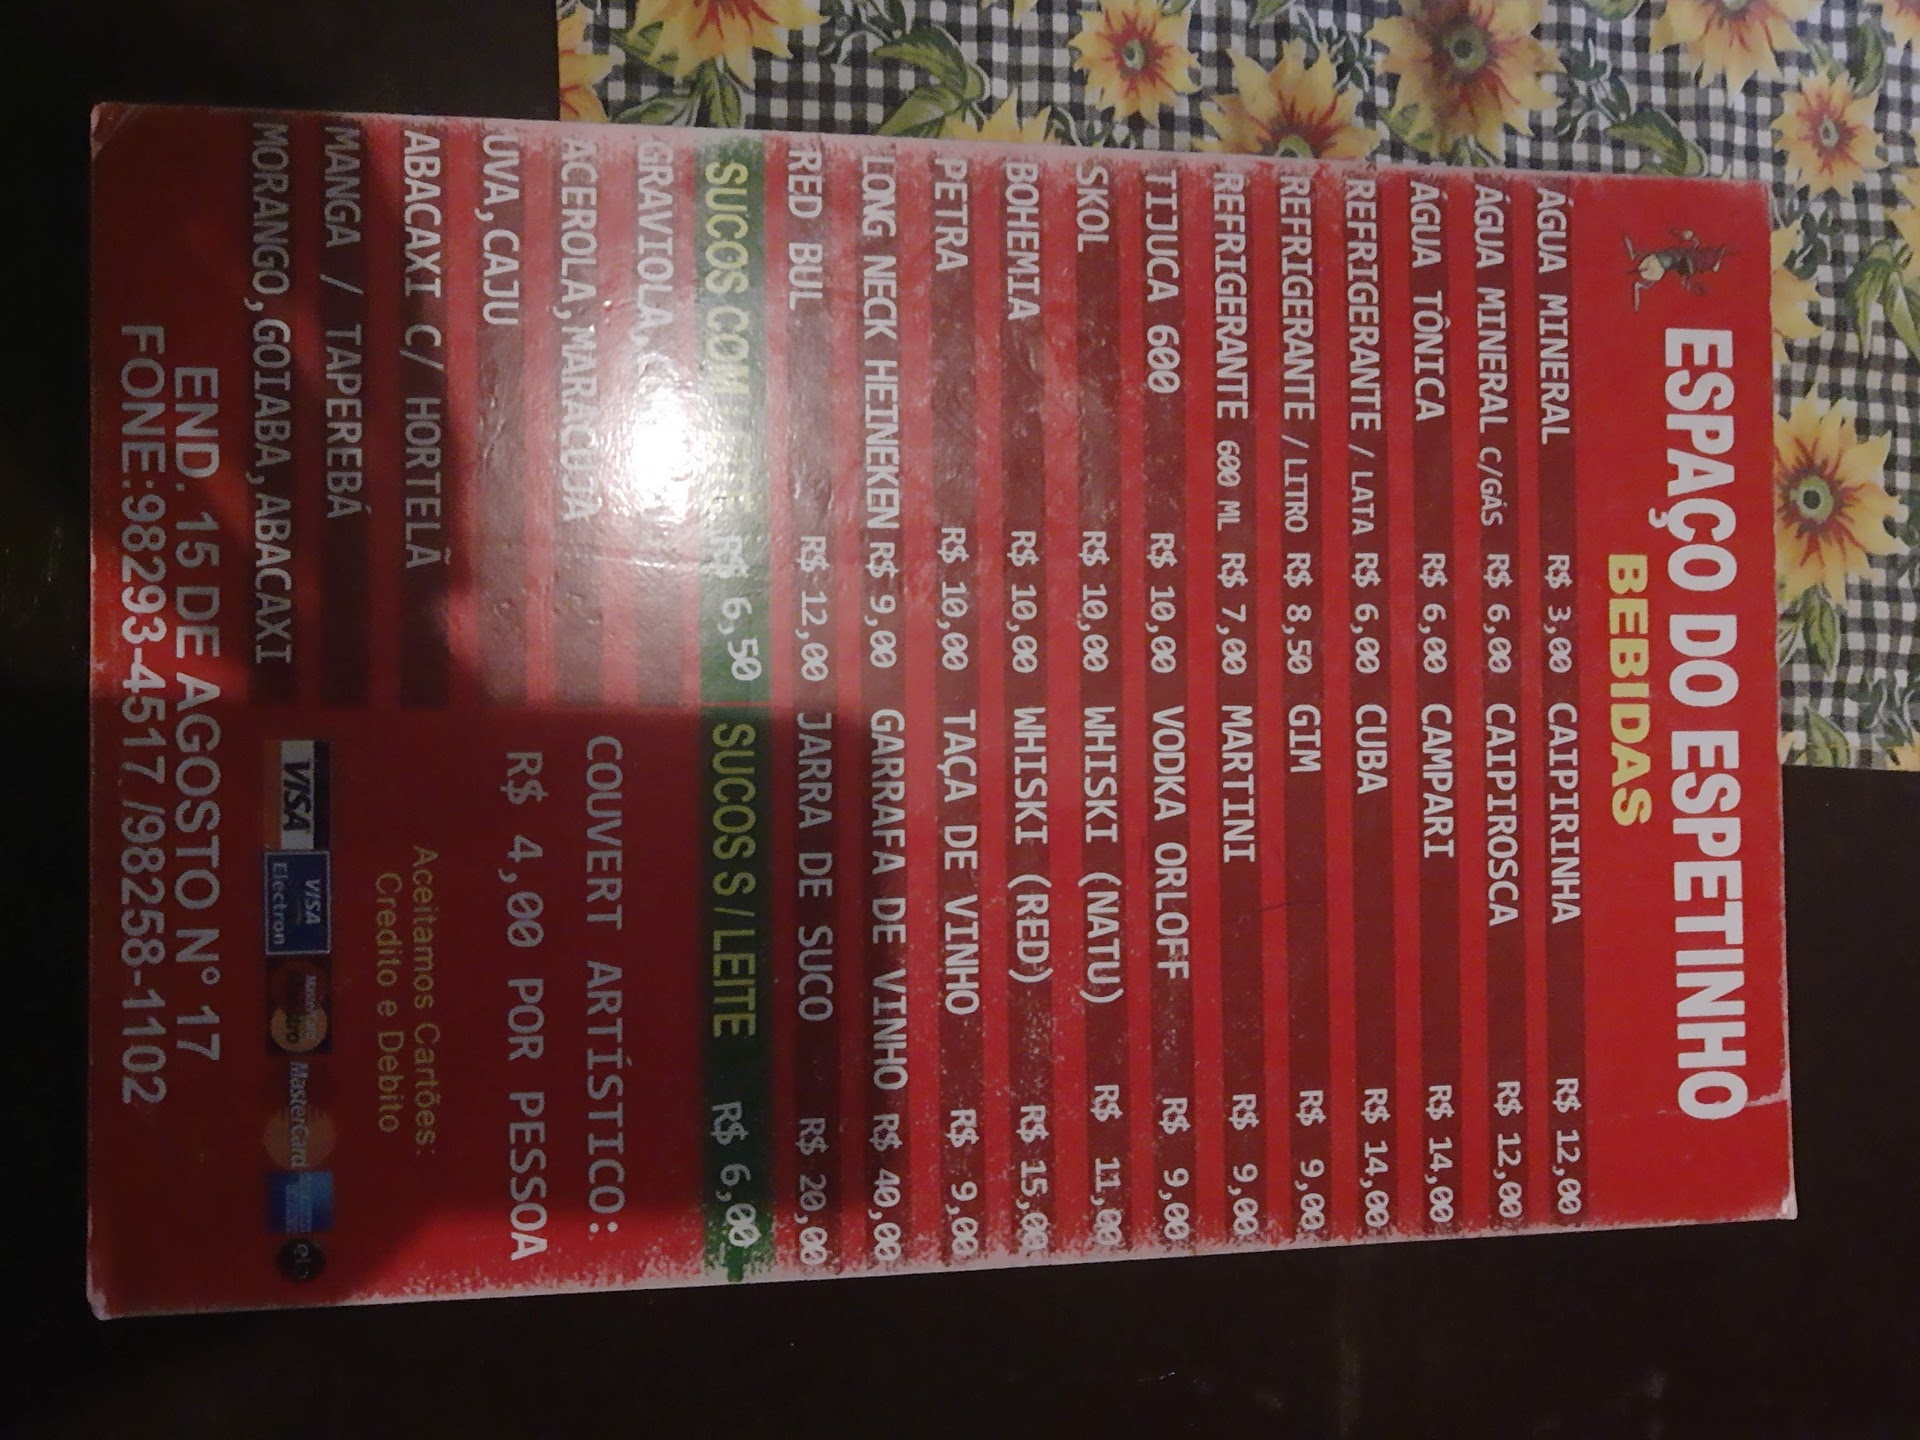 ESPAÇO DO ESPETINHO
BEBIDAS
ÁGUA MINERAL R$ 3,00 CAIPIRINHA R$ 12,00
ÁGUA MINERAL C/GÁS R$ 6,00 CAIPIROSCA R$ 12,00
ÁGUA TÔNICA R$ 6,00 CAMPARI R$ 14,00
REFRIGERANTE / LATA R$ 6,00 CUBA R$ 14,00
REFRIGERANTE / LITRO R$ 8,50 GIM R$ 9,00
REFRIGERANTE 600 ML R$ 7,00 MARTINI R$ 9,00
TIJUCA 600 R$ 10,00 VODKA ORLOFF R$ 9,00
SKOL R$ 10,00 WHISKI (NATU) R$ 11,00
BOHEMIA R$ 10,00 WHISKI (RED) R$ 15,00
PETRA R$ 10,00 TAÇA DE VINHO R$ 9,00
LONG NECK HEINEKEN R$ 9,00 GARRAFA DE VINHO R$ 40,00
RED BUL R$ 12,00 JARRA DE SUCO R$ 20,00
SUCOS COM LEITE R$ 6,50 SUCOS S/LEITE R$ 6,00
GRAVIOLA,
ACEROLA,MARACUJA
UVA,CAJU
ABACAXI C/ HORTELÃ
MANGA / TAPEREBÁ
MORANGO,GOIABA,ABACAXI
COUVERT ARTÍSTICO:
R$ 4,00 POR PESSOA
Aceitamos Cartões:
Credito e Debito
VISA VISA Electron MasterCard
END. 15 DE AGOSTO N° 17
FONE:98293-4517 /98258-1102